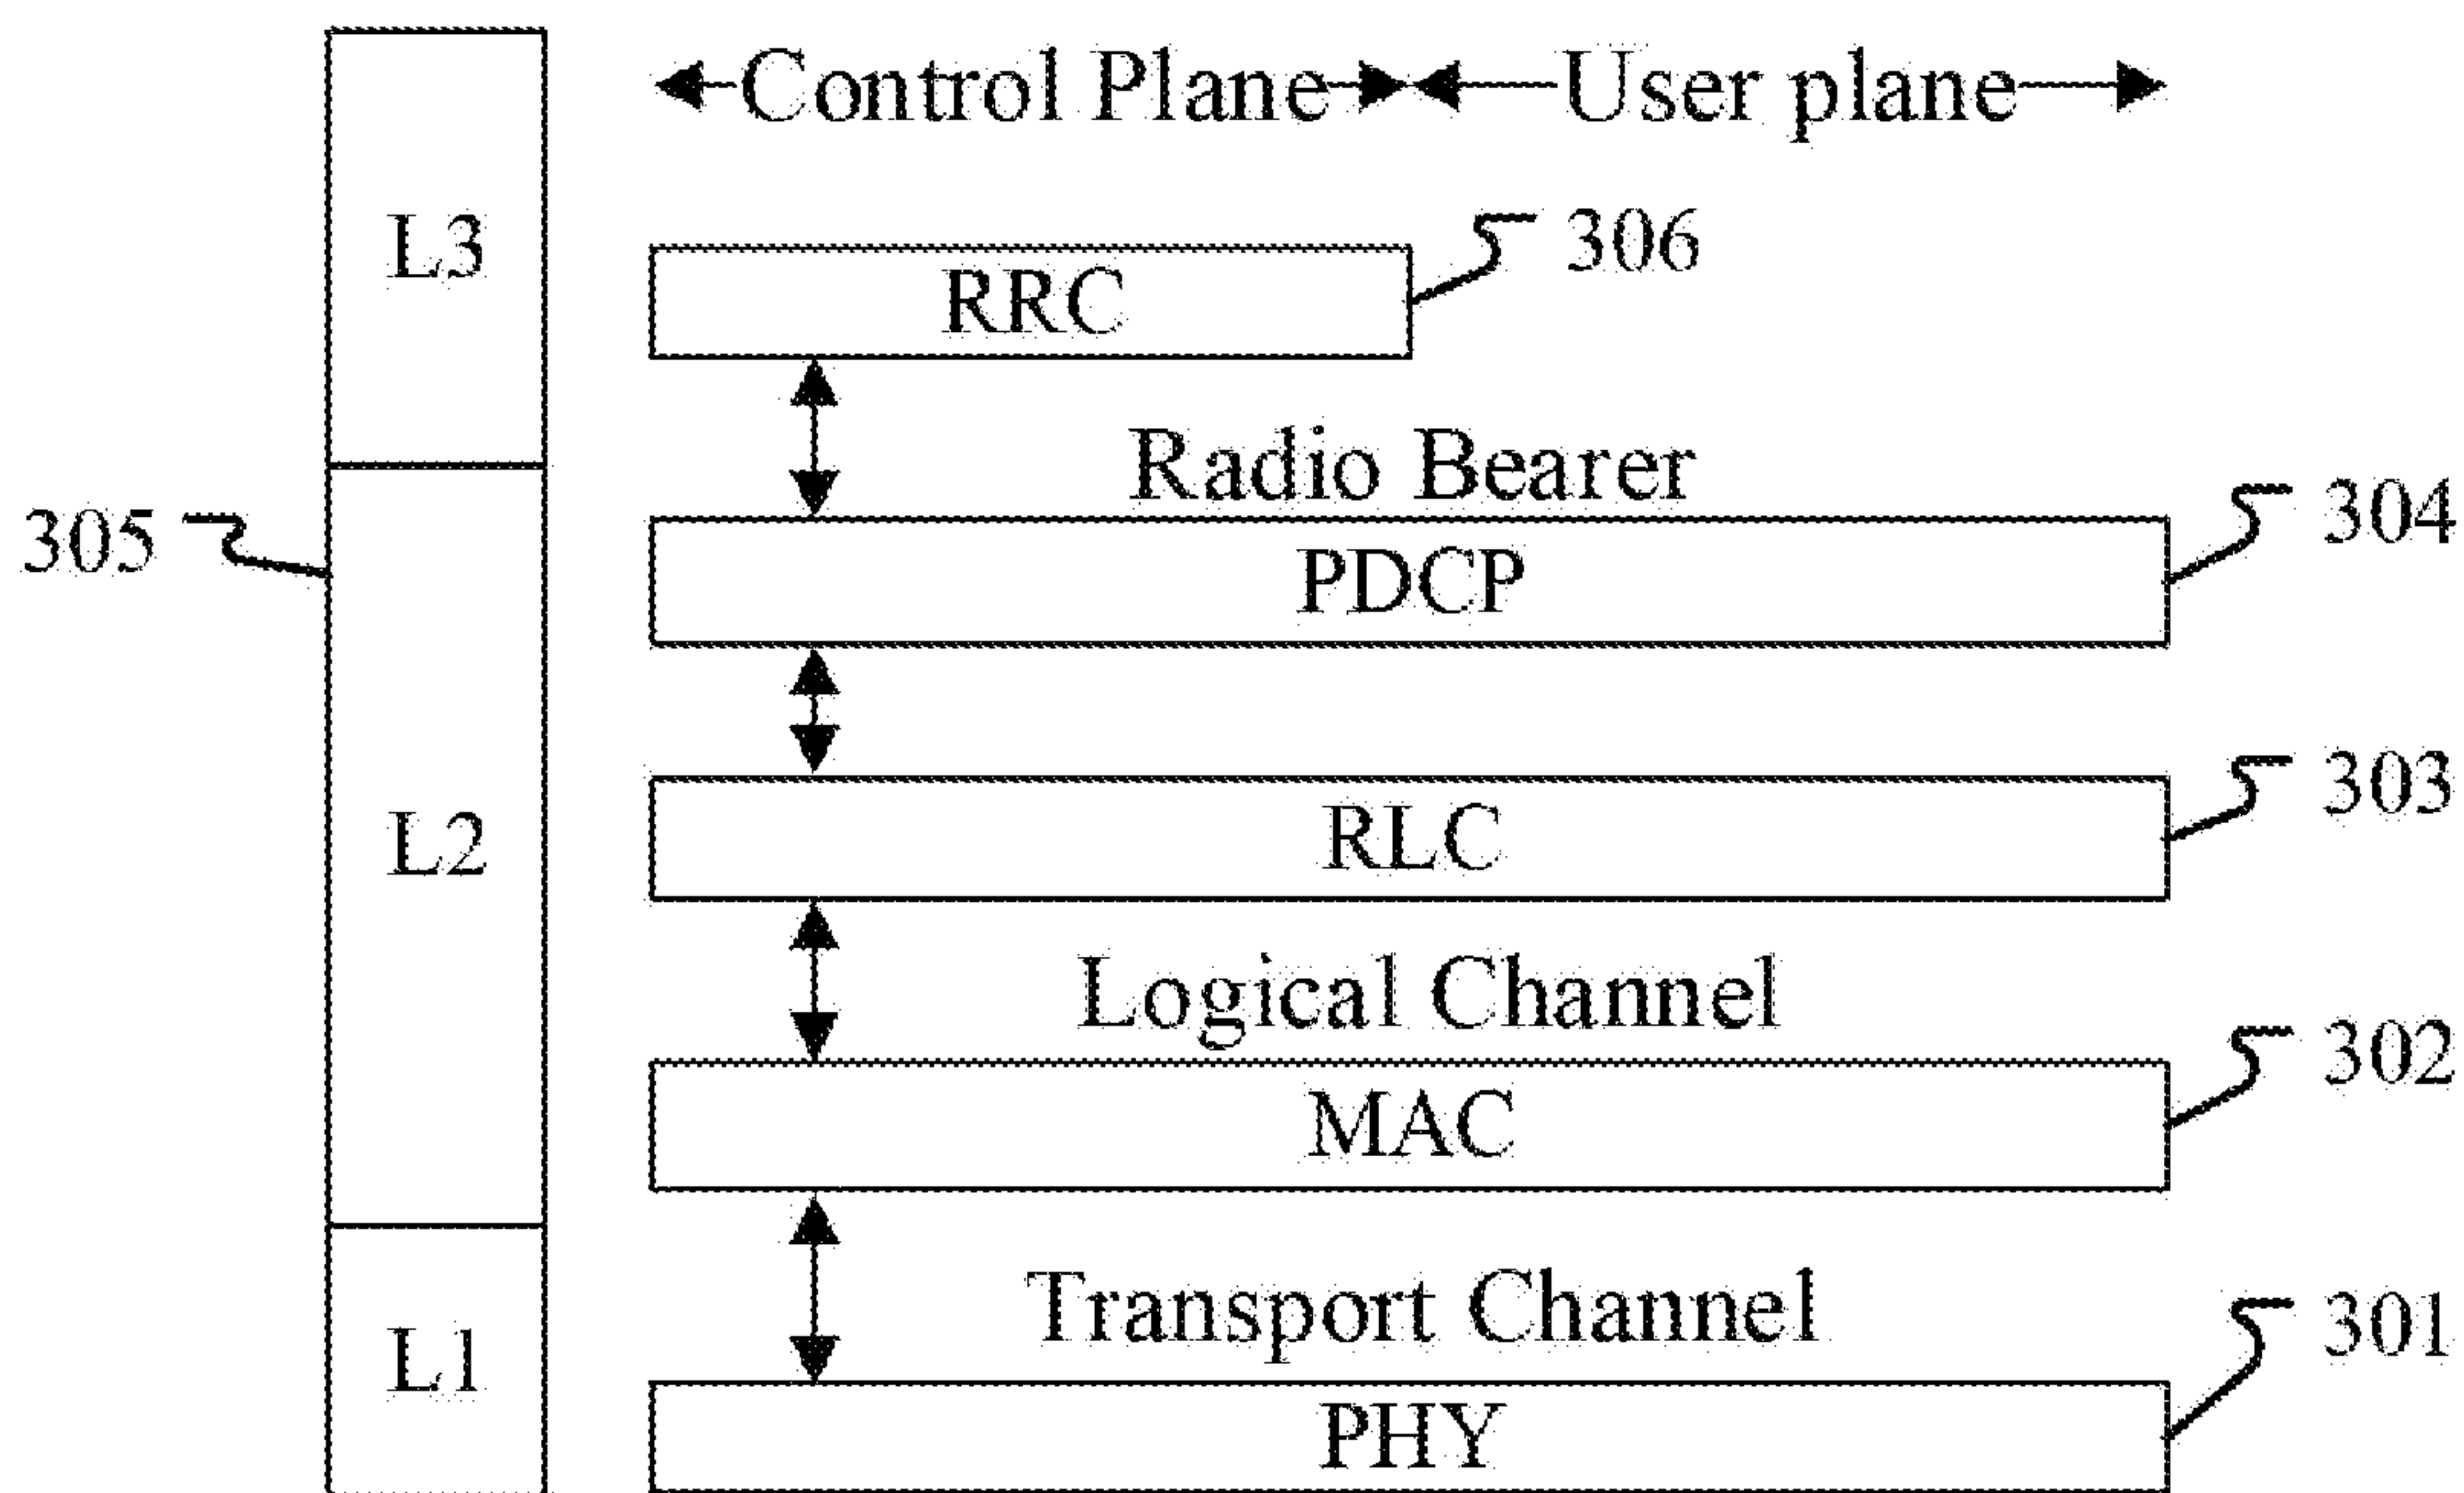 Control Plane User plane
L3
RRC
306
Radio Bearer
305
PDCP
304
L2
RLC
303
Logical Channel
MAC
302
Transport Channel
L1
PHY
301